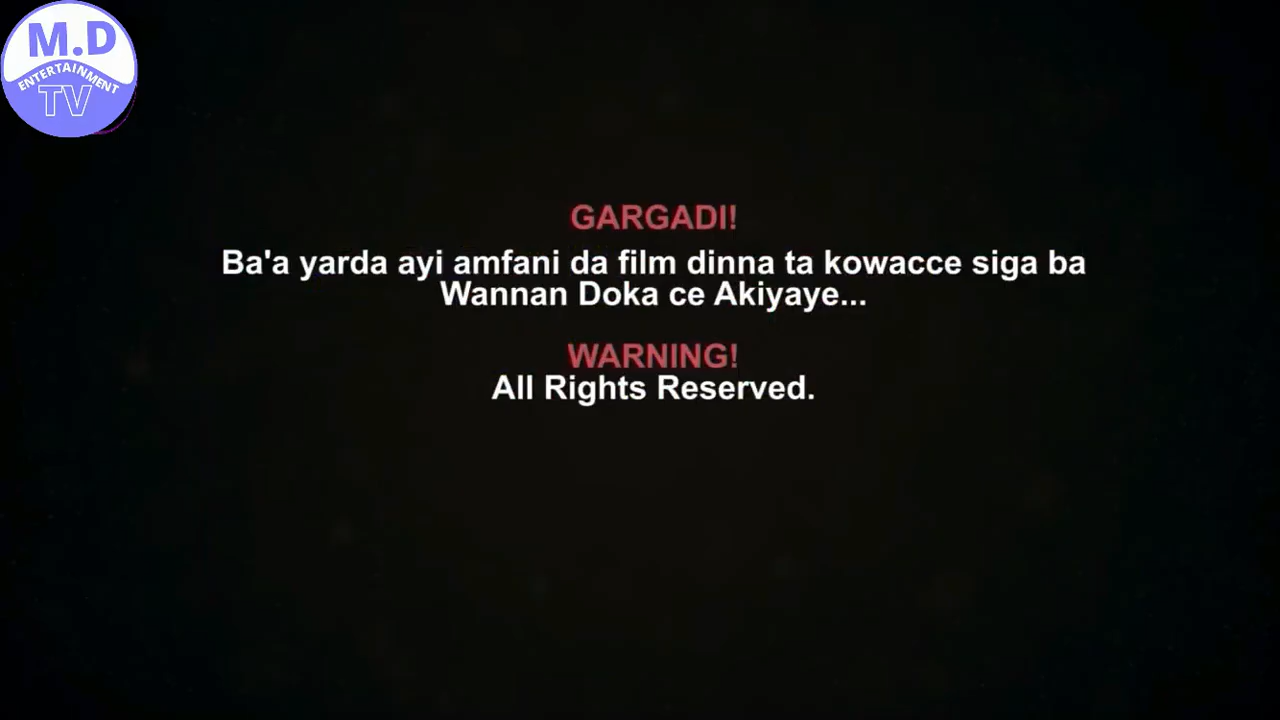 M.D
ENTERTAINMENT
TV
GARGADI!
Ba'a yarda ayi amfani da film dinna ta kowacce siga ba
Wannan Doka ce Akiyaye...
WARNING!
All Rights Reserved.